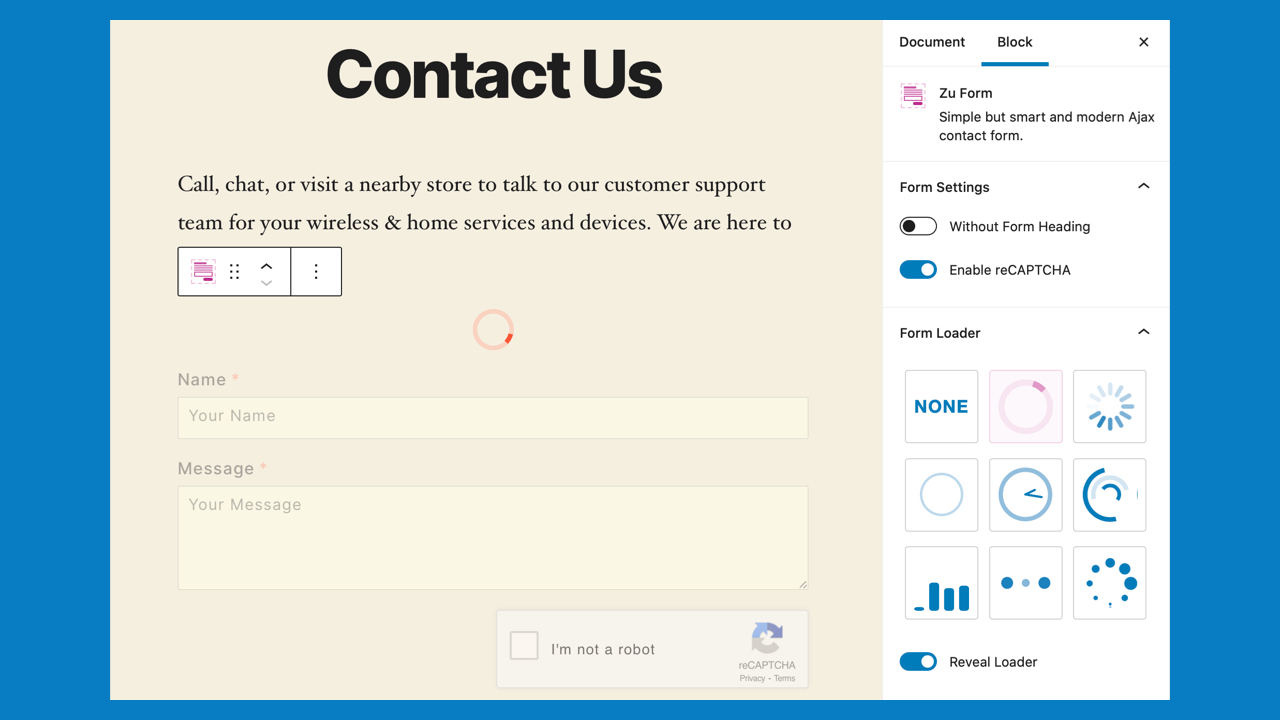 Contact Us
Call, chat, or visit a nearby store to talk to our customer support
team for your wireless & home services and devices. We are here to
Name *
Your Name
Message *
Your Message
I'm not a robot
reCAPTCHA
Privacy - Terms
Document Block
Zu Form
Simple but smart and modern Ajax
contact form.
Form Settings
Without Form Heading
Enable reCAPTCHA
Form Loader
NONE
Reveal Loader